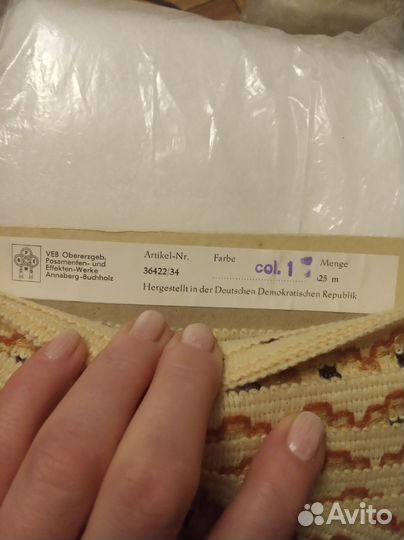 VEB Obererzgeb.
Posamenten- und
Effekten-Werke
Annaberg-Buchholz
Artikel-Nr.
36422/34
Farbe
col. 1
Menge
25 m
Hergestellt in der Deutschen Demokratischen Republik
Avito